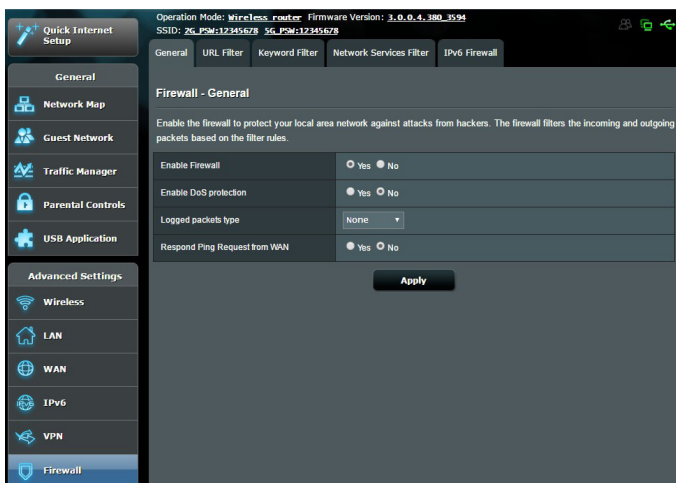 Quick Internet
Setup
General
Network Map
Guest Network
Traffic Manager
Parental Controls
USB Application
Advanced Settings
Wireless
LAN
WAN
IPv6
VPN
Firewall
Operation Mode: Wireless router Firmware Version: 3.0.0.4.380_3594
SSID: 2G_PSW:12345678 5G_PSW:12345678
General URL Filter Keyword Filter Network Services Filter IPv6 Firewall
Firewall - General
Enable the firewall to protect your local area network against attacks from hackers. The firewall filters the incoming and outgoing
packets based on the filter rules.
Enable Firewall Yes No
Enable DoS protection Yes No
Logged packets type None
Respond Ping Request from WAN Yes No
Apply